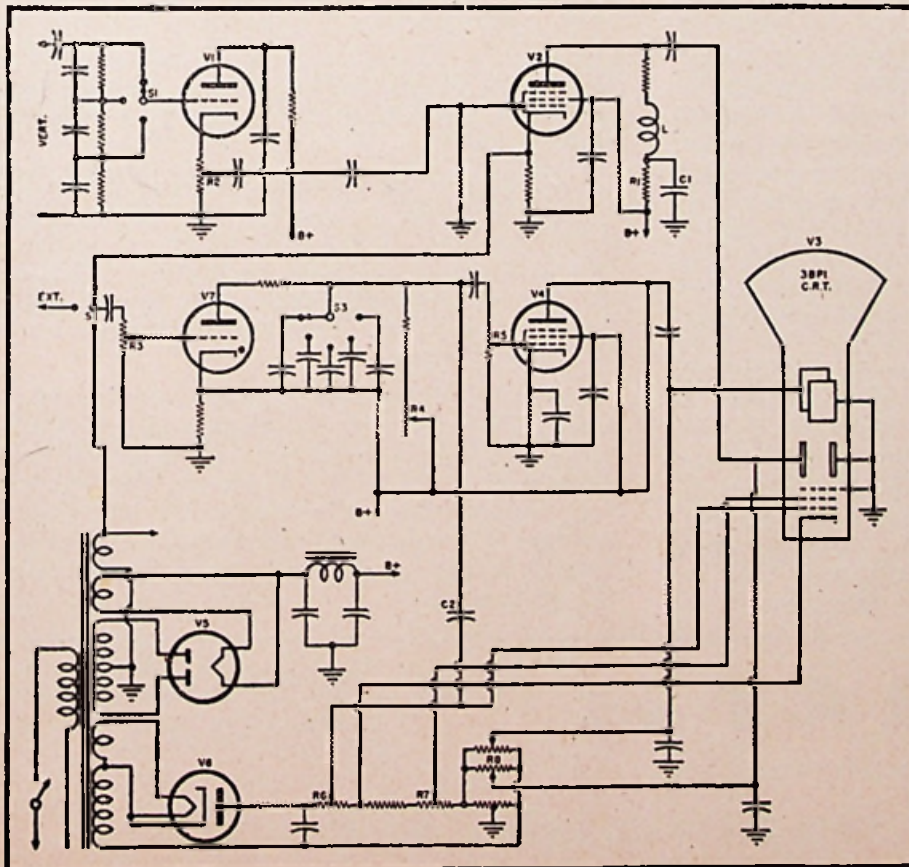 V1
V2
VERT.
S1
L
R2
R1
C1
B+
B+
V3
3BP1
C.R.T.
EXT.
V7
S3
V4
R3
R5
R4
B+
B+
C2
V5
V6
R6
R7
R8